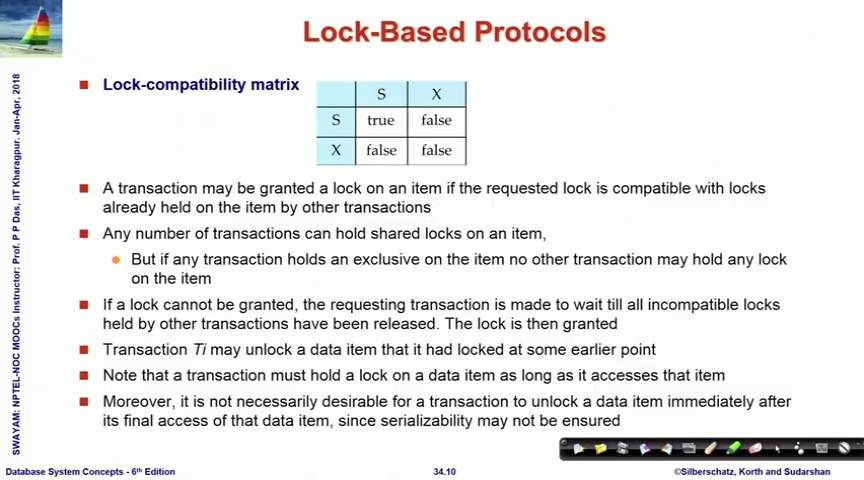 Lock-Based Protocols
SWAYAM: NPTEL-NOC MOOCs Instructor: Prof. P P Das, IIT Kharagpur, Jan-Apr, 2018
Lock-compatibility matrix
S X
S true false
X false false
A transaction may be granted a lock on an item if the requested lock is compatible with locks
already held on the item by other transactions
Any number of transactions can hold shared locks on an item,
But if any transaction holds an exclusive on the item no other transaction may hold any lock
on the item
If a lock cannot be granted, the requesting transaction is made to wait till all incompatible locks
held by other transactions have been released. The lock is then granted
Transaction Ti may unlock a data item that it had locked at some earlier point
Note that a transaction must hold a lock on a data item as long as it accesses that item
Moreover, it is not necessarily desirable for a transaction to unlock a data item immediately after
its final access of that data item, since serializability may not be ensured
Database System Concepts - 6th Edition
34.10
©Silberschatz, Korth and Sudarshan